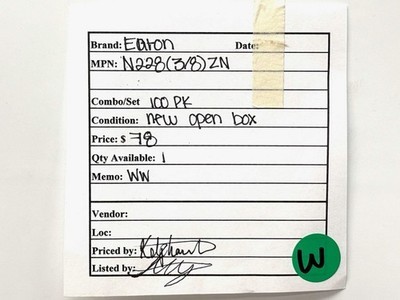 Brand: Eaton Date:
MPN: N228(3/8)ZN
Combo/Set 100 PK
Condition: new open box
Price: $ 78
Qty Available: 1
Memo: WW
Vendor:
Loc:
Priced by:
Listed by:
W